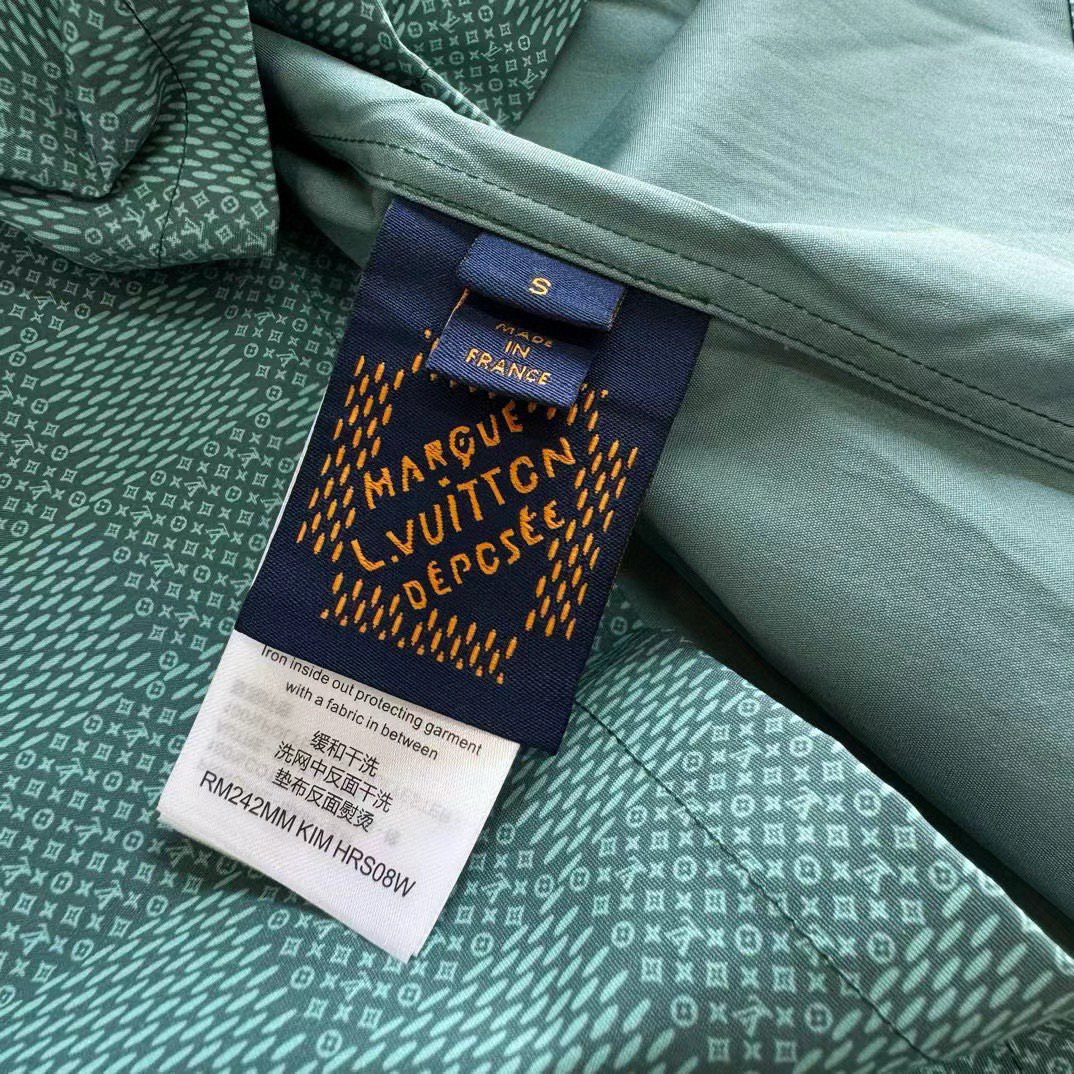 S
MADE
IN
FRANCE
MARQUE
L.VUITTON
DÉPOSÉE
Iron inside out protecting garment
with a fabric in between
缓和干洗
洗网中反面干洗
垫布反面熨烫
RM242MM KIM HRS08W